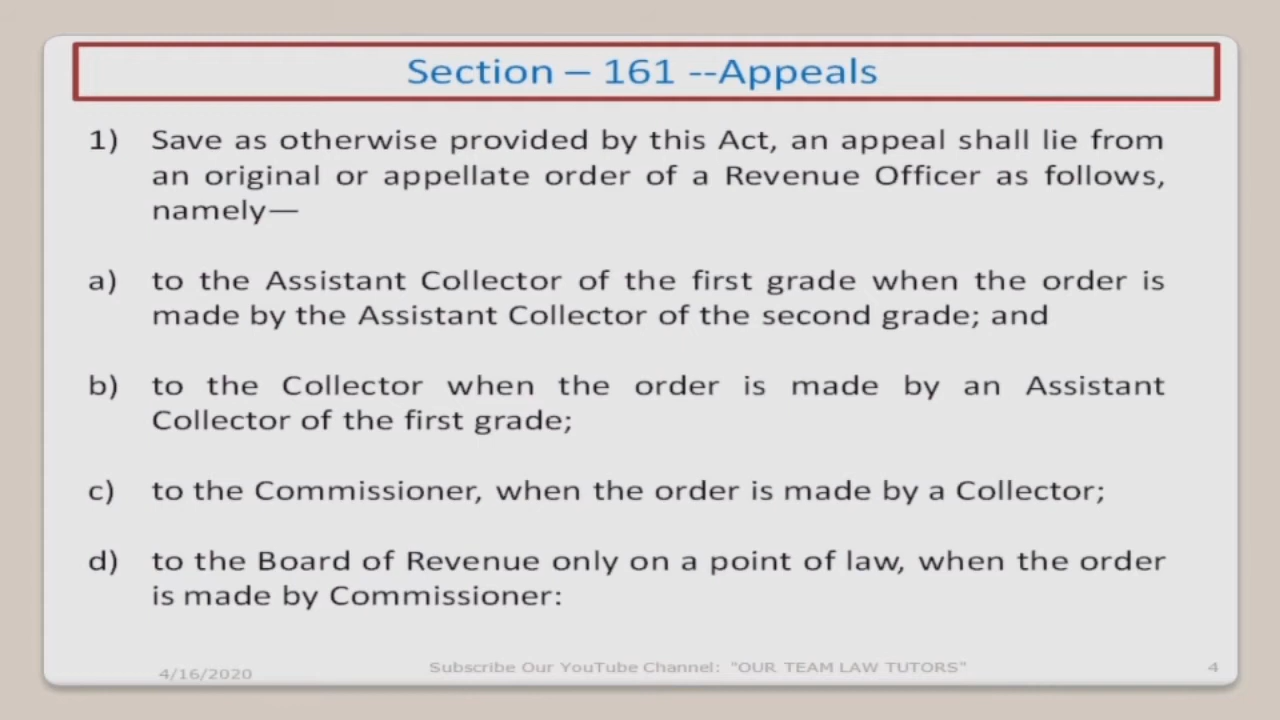 Section – 161 --Appeals
1) Save as otherwise provided by this Act, an appeal shall lie from
an original or appellate order of a Revenue Officer as follows,
namely—
a) to the Assistant Collector of the first grade when the order is
made by the Assistant Collector of the second grade; and
b) to the Collector when the order is made by an Assistant
Collector of the first grade;
c) to the Commissioner, when the order is made by a Collector;
d) to the Board of Revenue only on a point of law, when the order
is made by Commissioner:
4/16/2020
Subscribe Our YouTube Channel: "OUR TEAM LAW TUTORS"
4